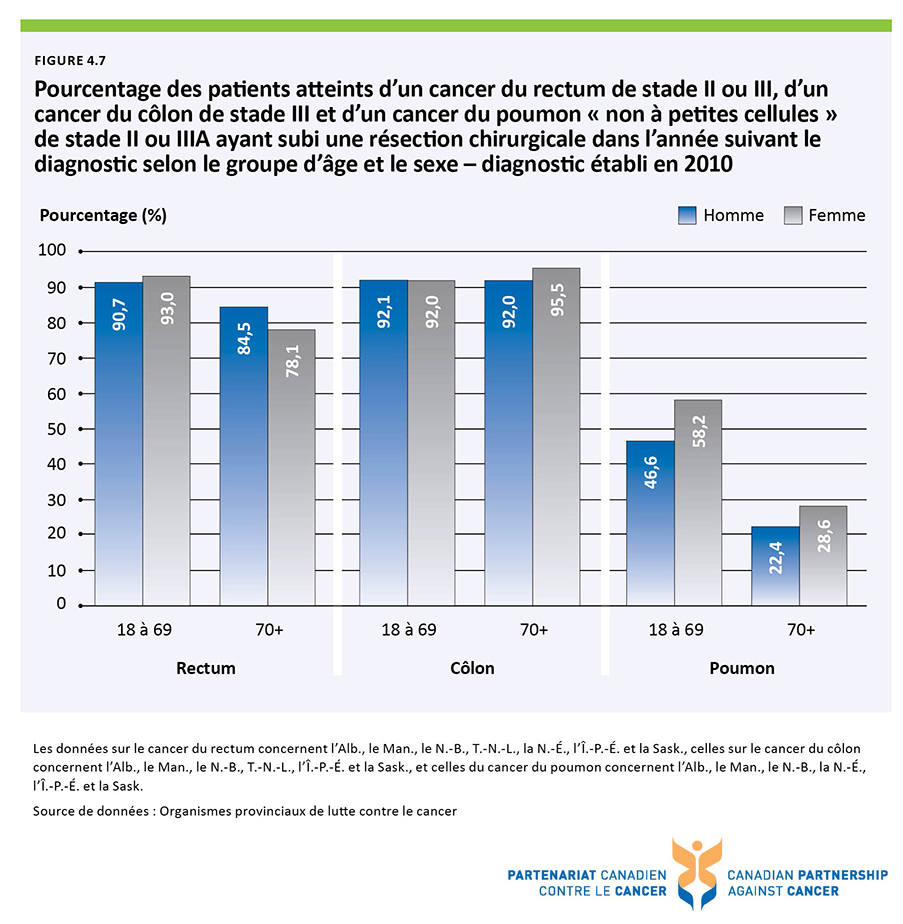 FIGURE 4.7
Pourcentage des patients atteints d’un cancer du rectum de stade II ou III, d’un
cancer du côlon de stade III et d’un cancer du poumon « non à petites cellules »
de stade II ou IIIA ayant subi une résection chirurgicale dans l’année suivant le
diagnostic selon le groupe d’âge et le sexe – diagnostic établi en 2010
Pourcentage (%)
Homme Femme
100
90
80
70
60
50
40
30
20
10
0
90,7 93,0 84,5 78,1 92,1 92,0 92,0 95,5 46,6 58,2 22,4 28,6
18 à 69 70+ 18 à 69 70+ 18 à 69 70+
Rectum Côlon Poumon
Les données sur le cancer du rectum concernent l’Alb., le Man., le N.-B., T.-N.-L., la N.-É., l’Î.-P.-É. et la Sask., celles sur le cancer du côlon
concernent l’Alb., le Man., le N.-B., T.-N.-L., l’Î.-P.-É. et la Sask., et celles du cancer du poumon concernent l’Alb., le Man., le N.-B., la N.-É.,
l’Î.-P.-É. et la Sask.
Source de données : Organismes provinciaux de lutte contre le cancer
PARTENARIAT CANADIEN
CONTRE LE CANCER
CANADIAN PARTNERSHIP
AGAINST CANCER